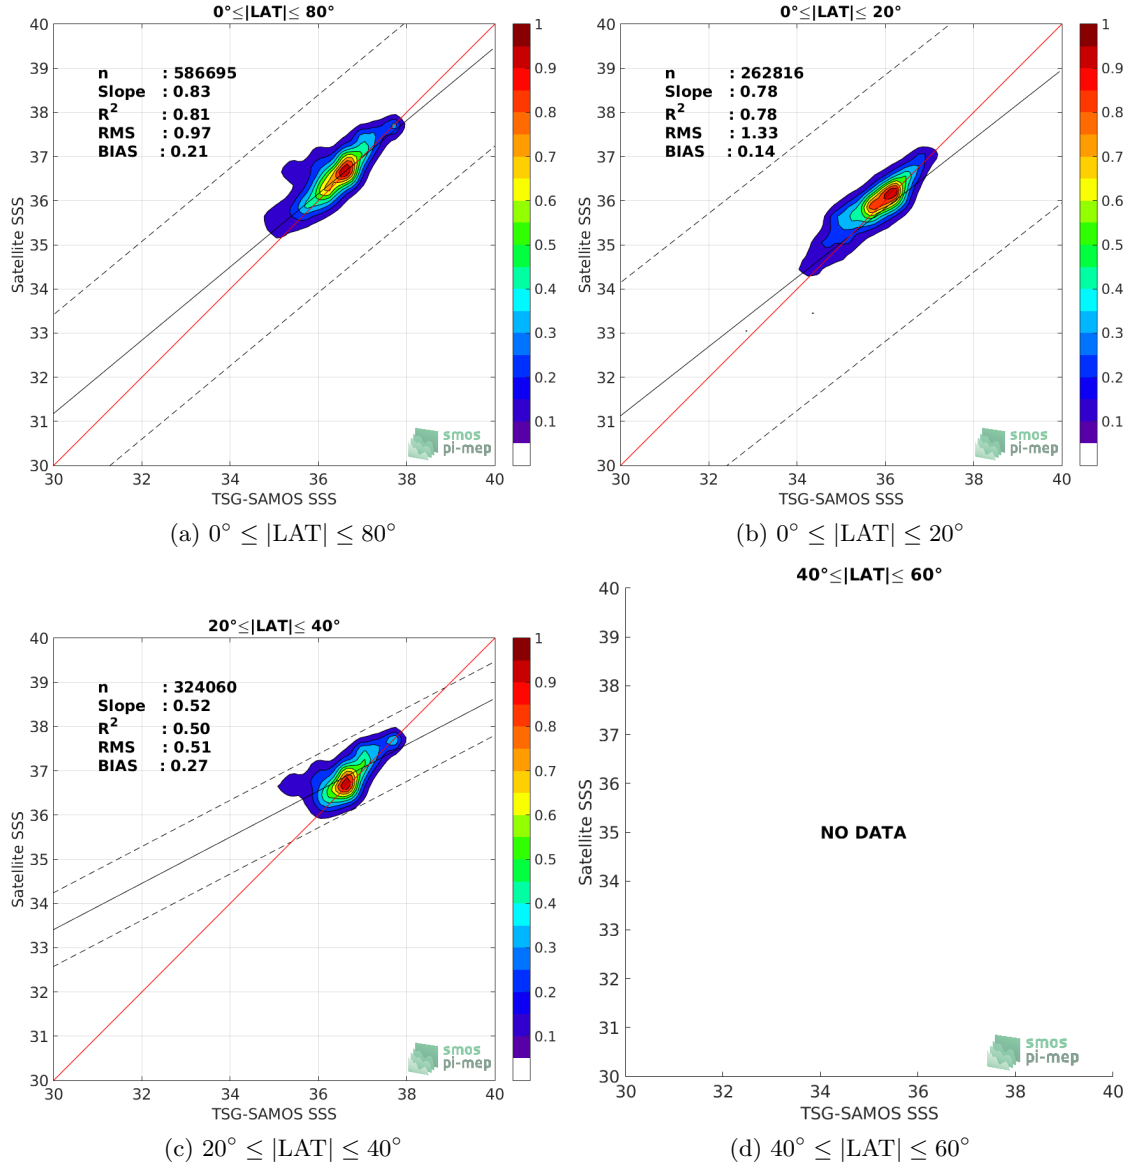 0°≤|LAT|≤ 80°
40
39
38
37
36
35
34
33
32
31
30
Satellite SSS
n : 586695
Slope : 0.83
R² : 0.81
RMS : 0.97
BIAS : 0.21
1
0.9
0.8
0.7
0.6
0.5
0.4
0.3
0.2
0.1
smos
pi-mep
30 32 34 36 38 40
TSG-SAMOS SSS
(a) 0° ≤ |LAT| ≤ 80°
0°≤|LAT|≤ 20°
40
39
38
37
36
35
34
33
32
31
30
Satellite SSS
n : 262816
Slope : 0.78
R² : 0.78
RMS : 1.33
BIAS : 0.14
1
0.9
0.8
0.7
0.6
0.5
0.4
0.3
0.2
0.1
smos
pi-mep
30 32 34 36 38 40
TSG-SAMOS SSS
(b) 0° ≤ |LAT| ≤ 20°
20°≤|LAT|≤ 40°
40
39
38
37
36
35
34
33
32
31
30
Satellite SSS
n : 324060
Slope : 0.52
R² : 0.50
RMS : 0.51
BIAS : 0.27
1
0.9
0.8
0.7
0.6
0.5
0.4
0.3
0.2
0.1
smos
pi-mep
30 32 34 36 38 40
TSG-SAMOS SSS
(c) 20° ≤ |LAT| ≤ 40°
40°≤|LAT|≤ 60°
40
39
38
37
36
35
34
33
32
31
30
Satellite SSS
NO DATA
smos
pi-mep
30 32 34 36 38 40
TSG-SAMOS SSS
(d) 40° ≤ |LAT| ≤ 60°